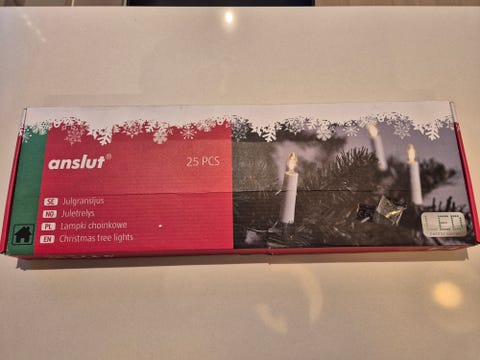 anslut®
25 PCS
SE Julgransljus
NO Juletrelys
PL Lampki choinkowe
EN Christmas tree lights
LED